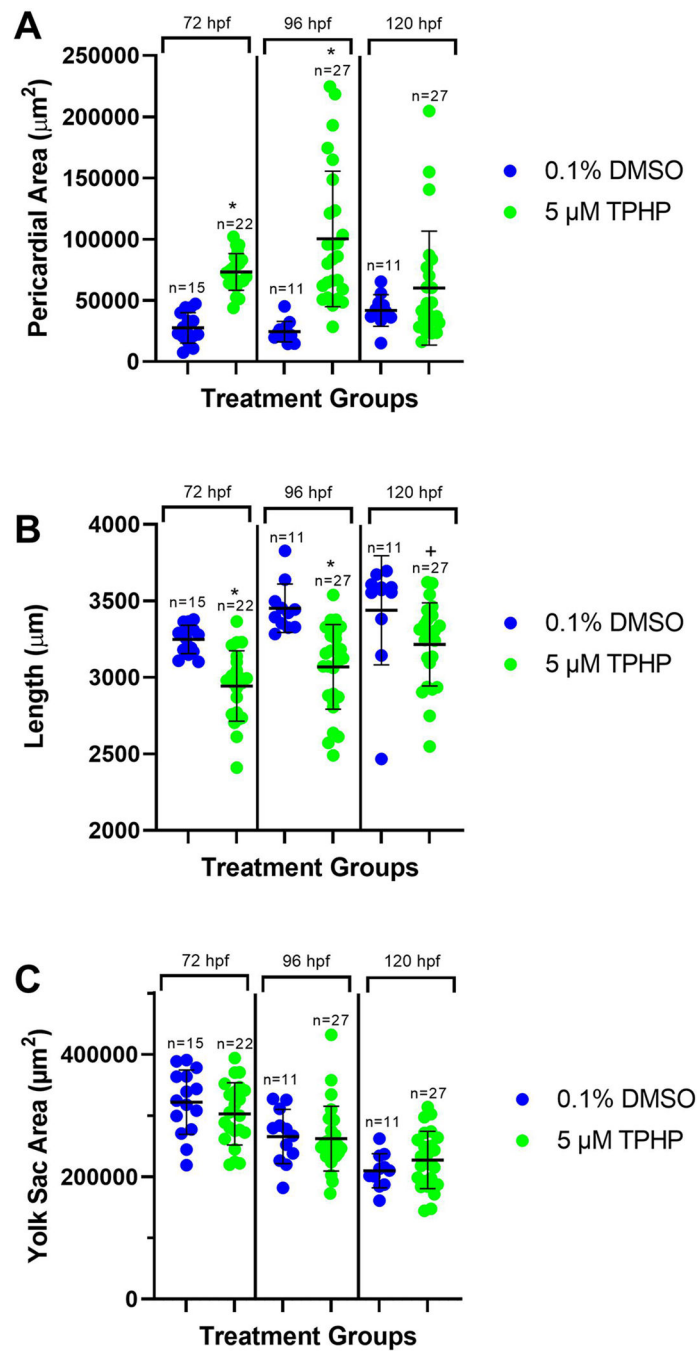 A
72 hpf
96 hpf
120 hpf
250000
200000
150000
100000
50000
0
Pericardial Area (μm²)
n=15
*
n=22
n=11
*
n=27
n=11
n=27
Treatment Groups
0.1% DMSO
5 μM TPHP
B
72 hpf
96 hpf
120 hpf
4000
3500
3000
2500
2000
Length (μm)
n=15
*
n=22
n=11
*
n=27
n=11
+
n=27
Treatment Groups
0.1% DMSO
5 μM TPHP
C
72 hpf
96 hpf
120 hpf
400000
200000
0
Yolk Sac Area (μm²)
n=15
n=22
n=11
n=27
n=11
n=27
Treatment Groups
0.1% DMSO
5 μM TPHP